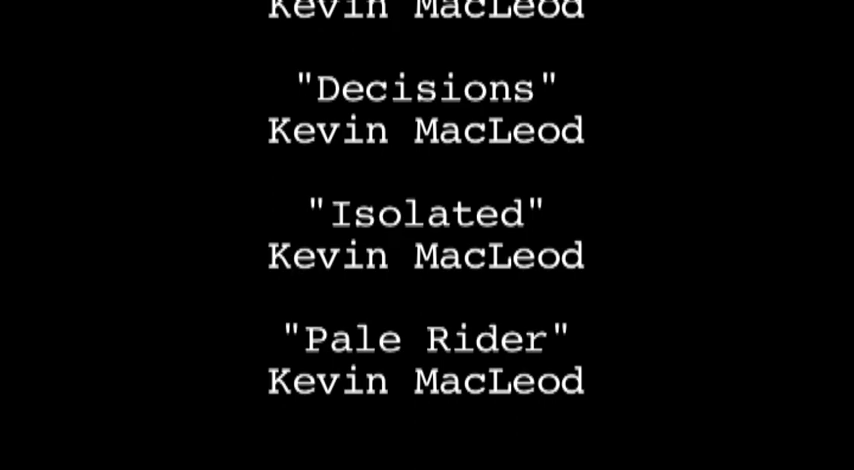 Kevin MacLeod
"Decisions"
Kevin MacLeod
"Isolated"
Kevin MacLeod
"Pale Rider"
Kevin MacLeod